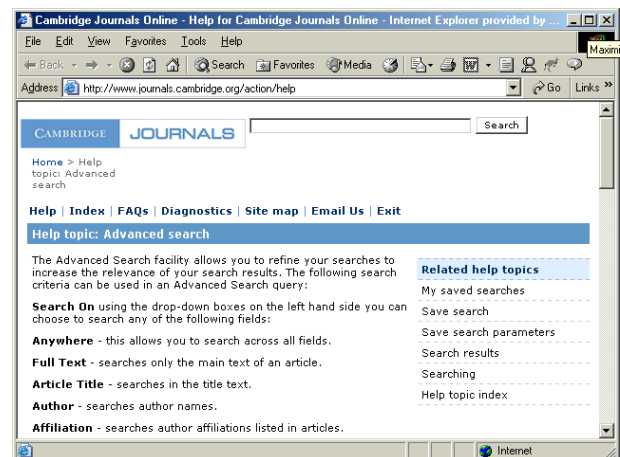 Cambridge Journals Online - Help for Cambridge Journals Online - Internet Explorer provided by ...
File Edit View Favorites Tools Help
Maximi
Back Search Favorites Media
Address http://www.journals.cambridge.org/action/help Go Links »
CAMBRIDGE JOURNALS Search
Home > Help
topic: Advanced
search
Help | Index | FAQs | Diagnostics | Site map | Email Us | Exit
Help topic: Advanced search
The Advanced Search facility allows you to refine your searches to
increase the relevance of your search results. The following search
criteria can be used in an Advanced Search query:
Search On using the drop-down boxes on the left hand side you can
choose to search any of the following fields:
Anywhere - this allows you to search across all fields.
Full Text - searches only the main text of an article.
Article Title - searches in the title text.
Author - searches author names.
Affiliation - searches author affiliations listed in articles.
Related help topics
My saved searches
Save search
Save search parameters
Search results
Searching
Help topic index
Internet